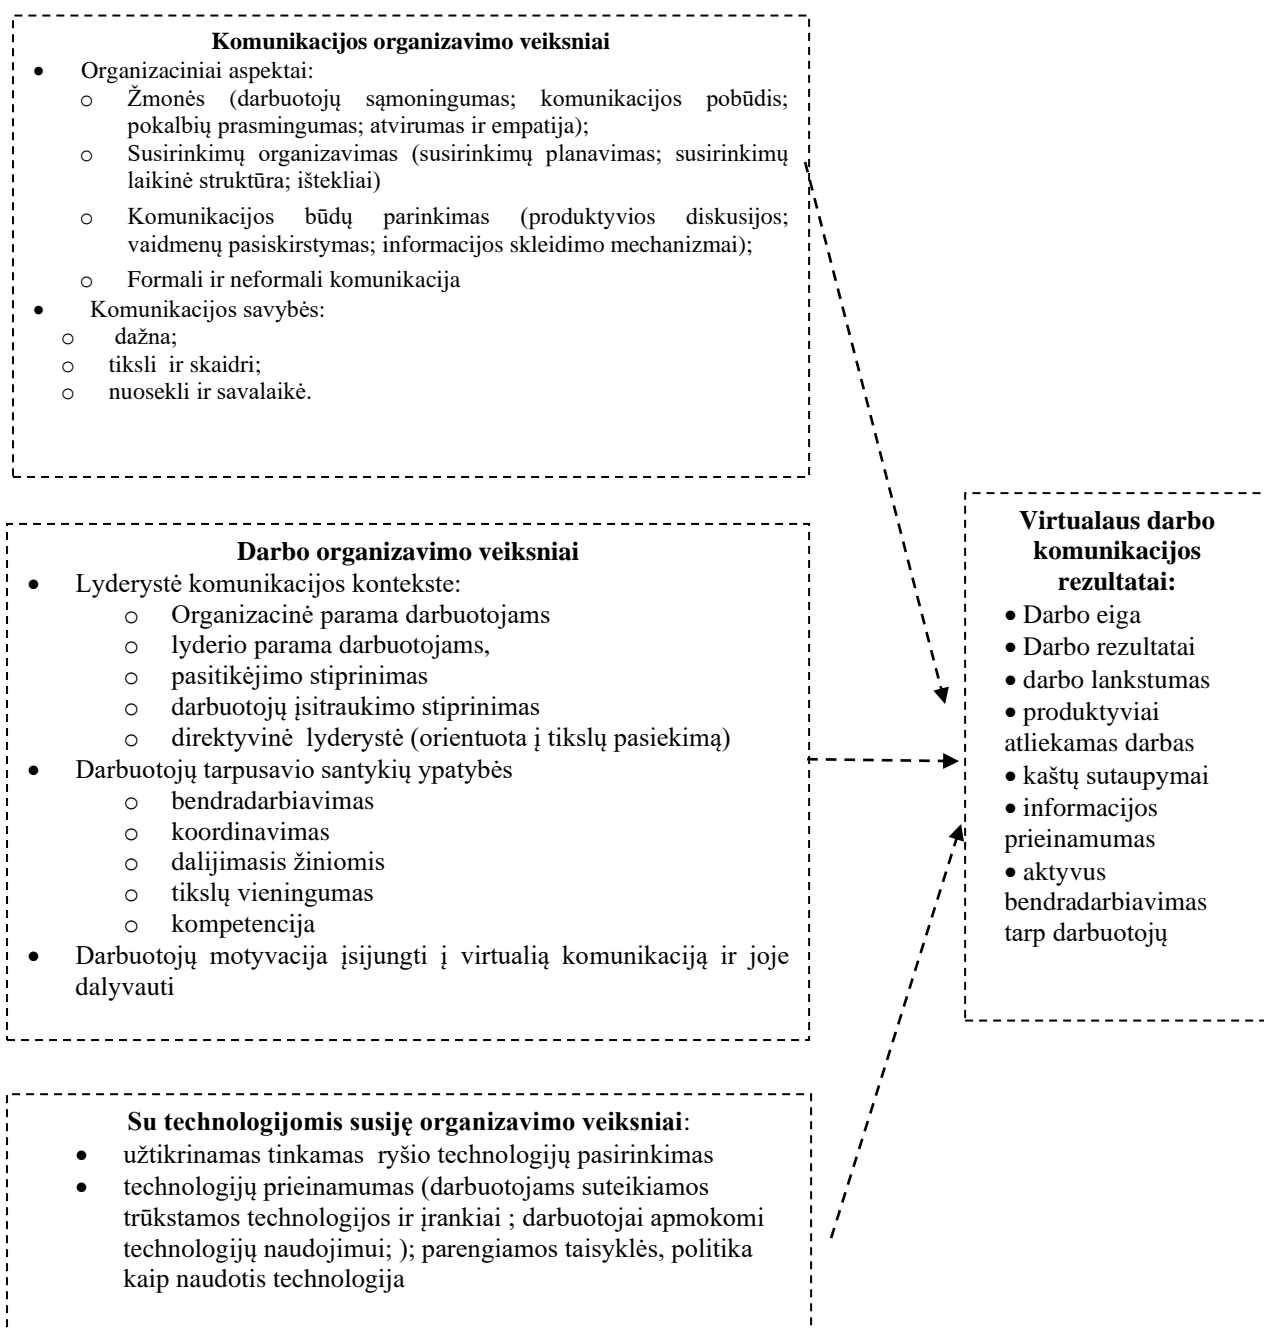 Komunikacijos organizavimo veiksniai
• Organizaciniai aspektai:
o Žmonės (darbuotojų sąmoningumas; komunikacijos pobūdis;
pokalbių prasmingumas; atvirumas ir empatija);
o Susirinkimų organizavimas (susirinkimų planavimas; susirinkimų
laikinė struktūra; ištekliai)
o Komunikacijos būdų parinkimas (produktyvios diskusijos;
vaidmenų pasiskirstymas; informacijos skleidimo mechanizmai);
o Formali ir neformali komunikacija
• Komunikacijos savybės:
o dažna;
o tiksli ir skaidri;
o nuosekli ir savalaikė.
Darbo organizavimo veiksniai
• Lyderystė komunikacijos kontekste:
o Organizacinė parama darbuotojams
o lyderio parama darbuotojams,
o pasitikėjimo stiprinimas
o darbuotojų įsitraukimo stiprinimas
o direktyvinė lyderystė (orientuota į tikslų pasiekimą)
• Darbuotojų tarpusavio santykių ypatybės
o bendradarbiavimas
o koordinavimas
o dalijimasis žiniomis
o tikslų vieningumas
o kompetencija
• Darbuotojų motyvacija įsijungti į virtualią komunikaciją ir joje
dalyvauti
Su technologijomis susiję organizavimo veiksniai:
• užtikrinamas tinkamas ryšio technologijų pasirinkimas
• technologijų prieinamumas (darbuotojams suteikiamos
trūkstamos technologijos ir įrankiai ; darbuotojai apmokomi
technologijų naudojimui; ); parengiamos taisyklės, politika
kaip naudotis technologija
Virtualaus darbo
komunikacijos
rezultatai:
• Darbo eiga
• Darbo rezultatai
• darbo lankstumas
• produktyviai
atliekamas darbas
• kaštų sutaupymai
• informacijos
prieinamumas
• aktyvus
bendradarbiavimas
tarp darbuotojų